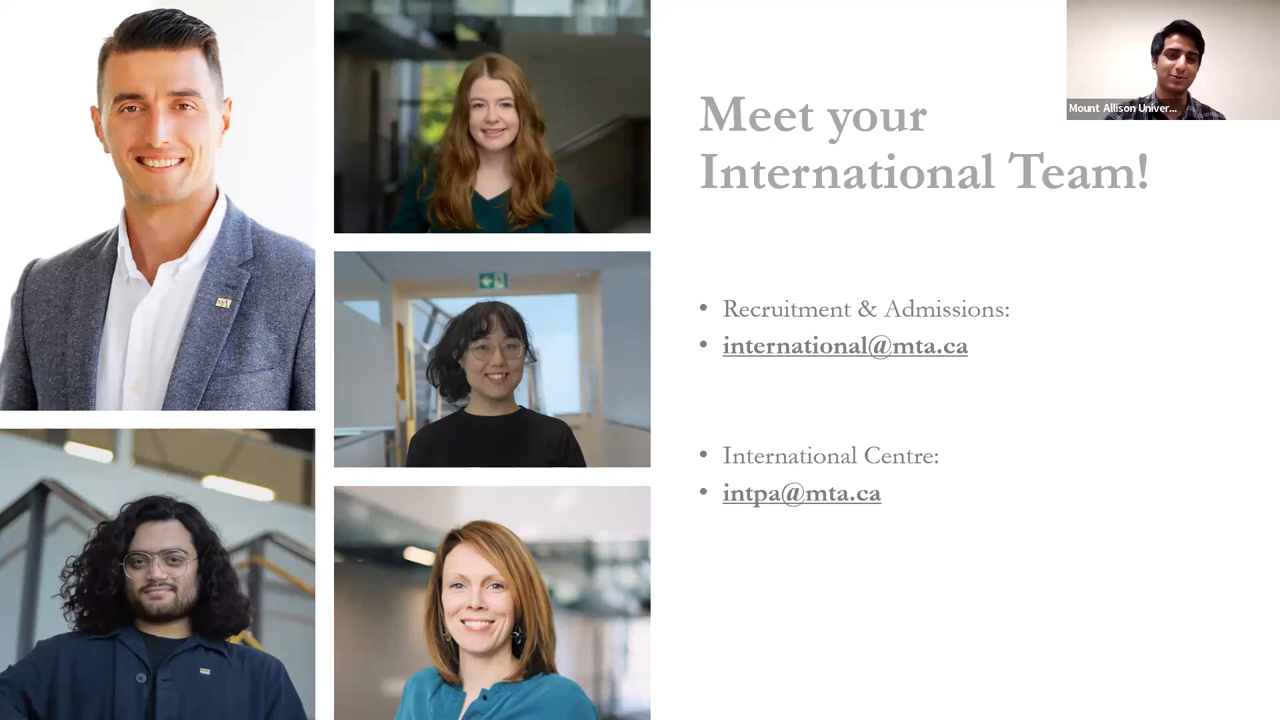 Meet your
International Team!
Mount Allison Univer...
• Recruitment & Admissions:
• international@mta.ca
• International Centre:
• intpa@mta.ca